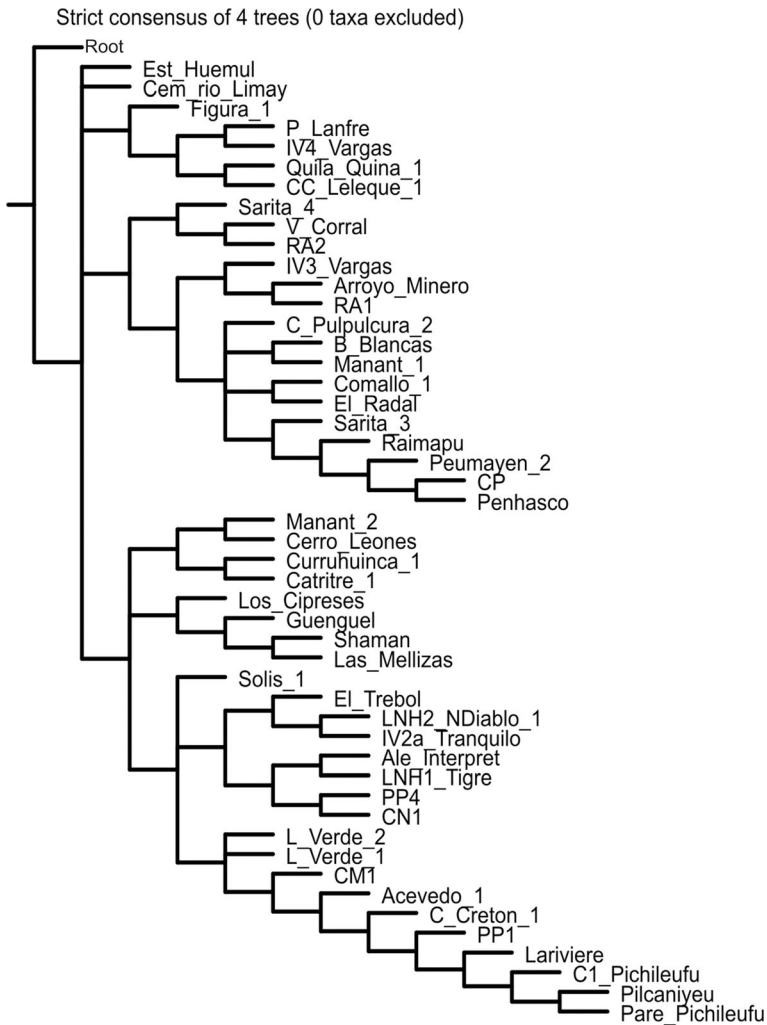 Strict consensus of 4 trees (0 taxa excluded)
Root
Est_Huemul
Cem_rio_Limay
Figura_1
P_Lanfre
IV4_Vargas
Quila_Quina_1
CC_Leleque_1
Sarita_4
V_Corral
RA2
IV3_Vargas
Arroyo_Minero
RA1
C_Pulpulcura_2
B_Blancas
Manant_1
Comallo_1
El_Radal
Sarita_3
Raimapu
Peumayen_2
CP
Penhasco
Manant_2
Cerro_Leones
Curruhuinca_1
Catritre_1
Los_Cipreses
Guenguel
Shaman
Las_Mellizas
Solis_1
El_Trebol
LNH2_NDiablo_1
IV2a_Tranquilo
Ale_Interpret
LNH1_Tigre
PP4
CN1
L_Verde_2
L_Verde_1
CM1
Acevedo_1
C_Creton_1
PP1
Lariviere
C1_Pichileufu
Pilcaniyeu
Pare_Pichileufu